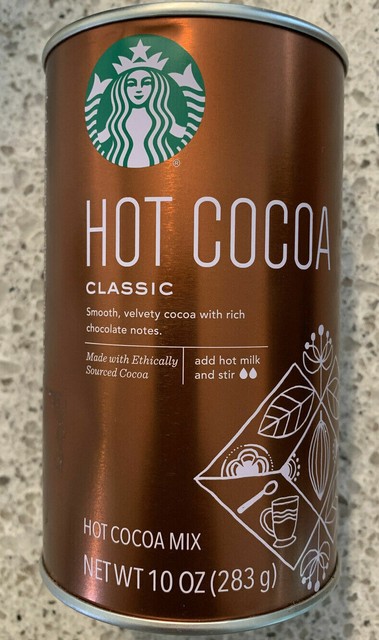 HOT COCOA
CLASSIC
Smooth, velvety cocoa with rich
chocolate notes.
Made with Ethically
Sourced Cocoa
add hot milk
and stir
HOT COCOA MIX
NET WT 10 OZ (283 g)